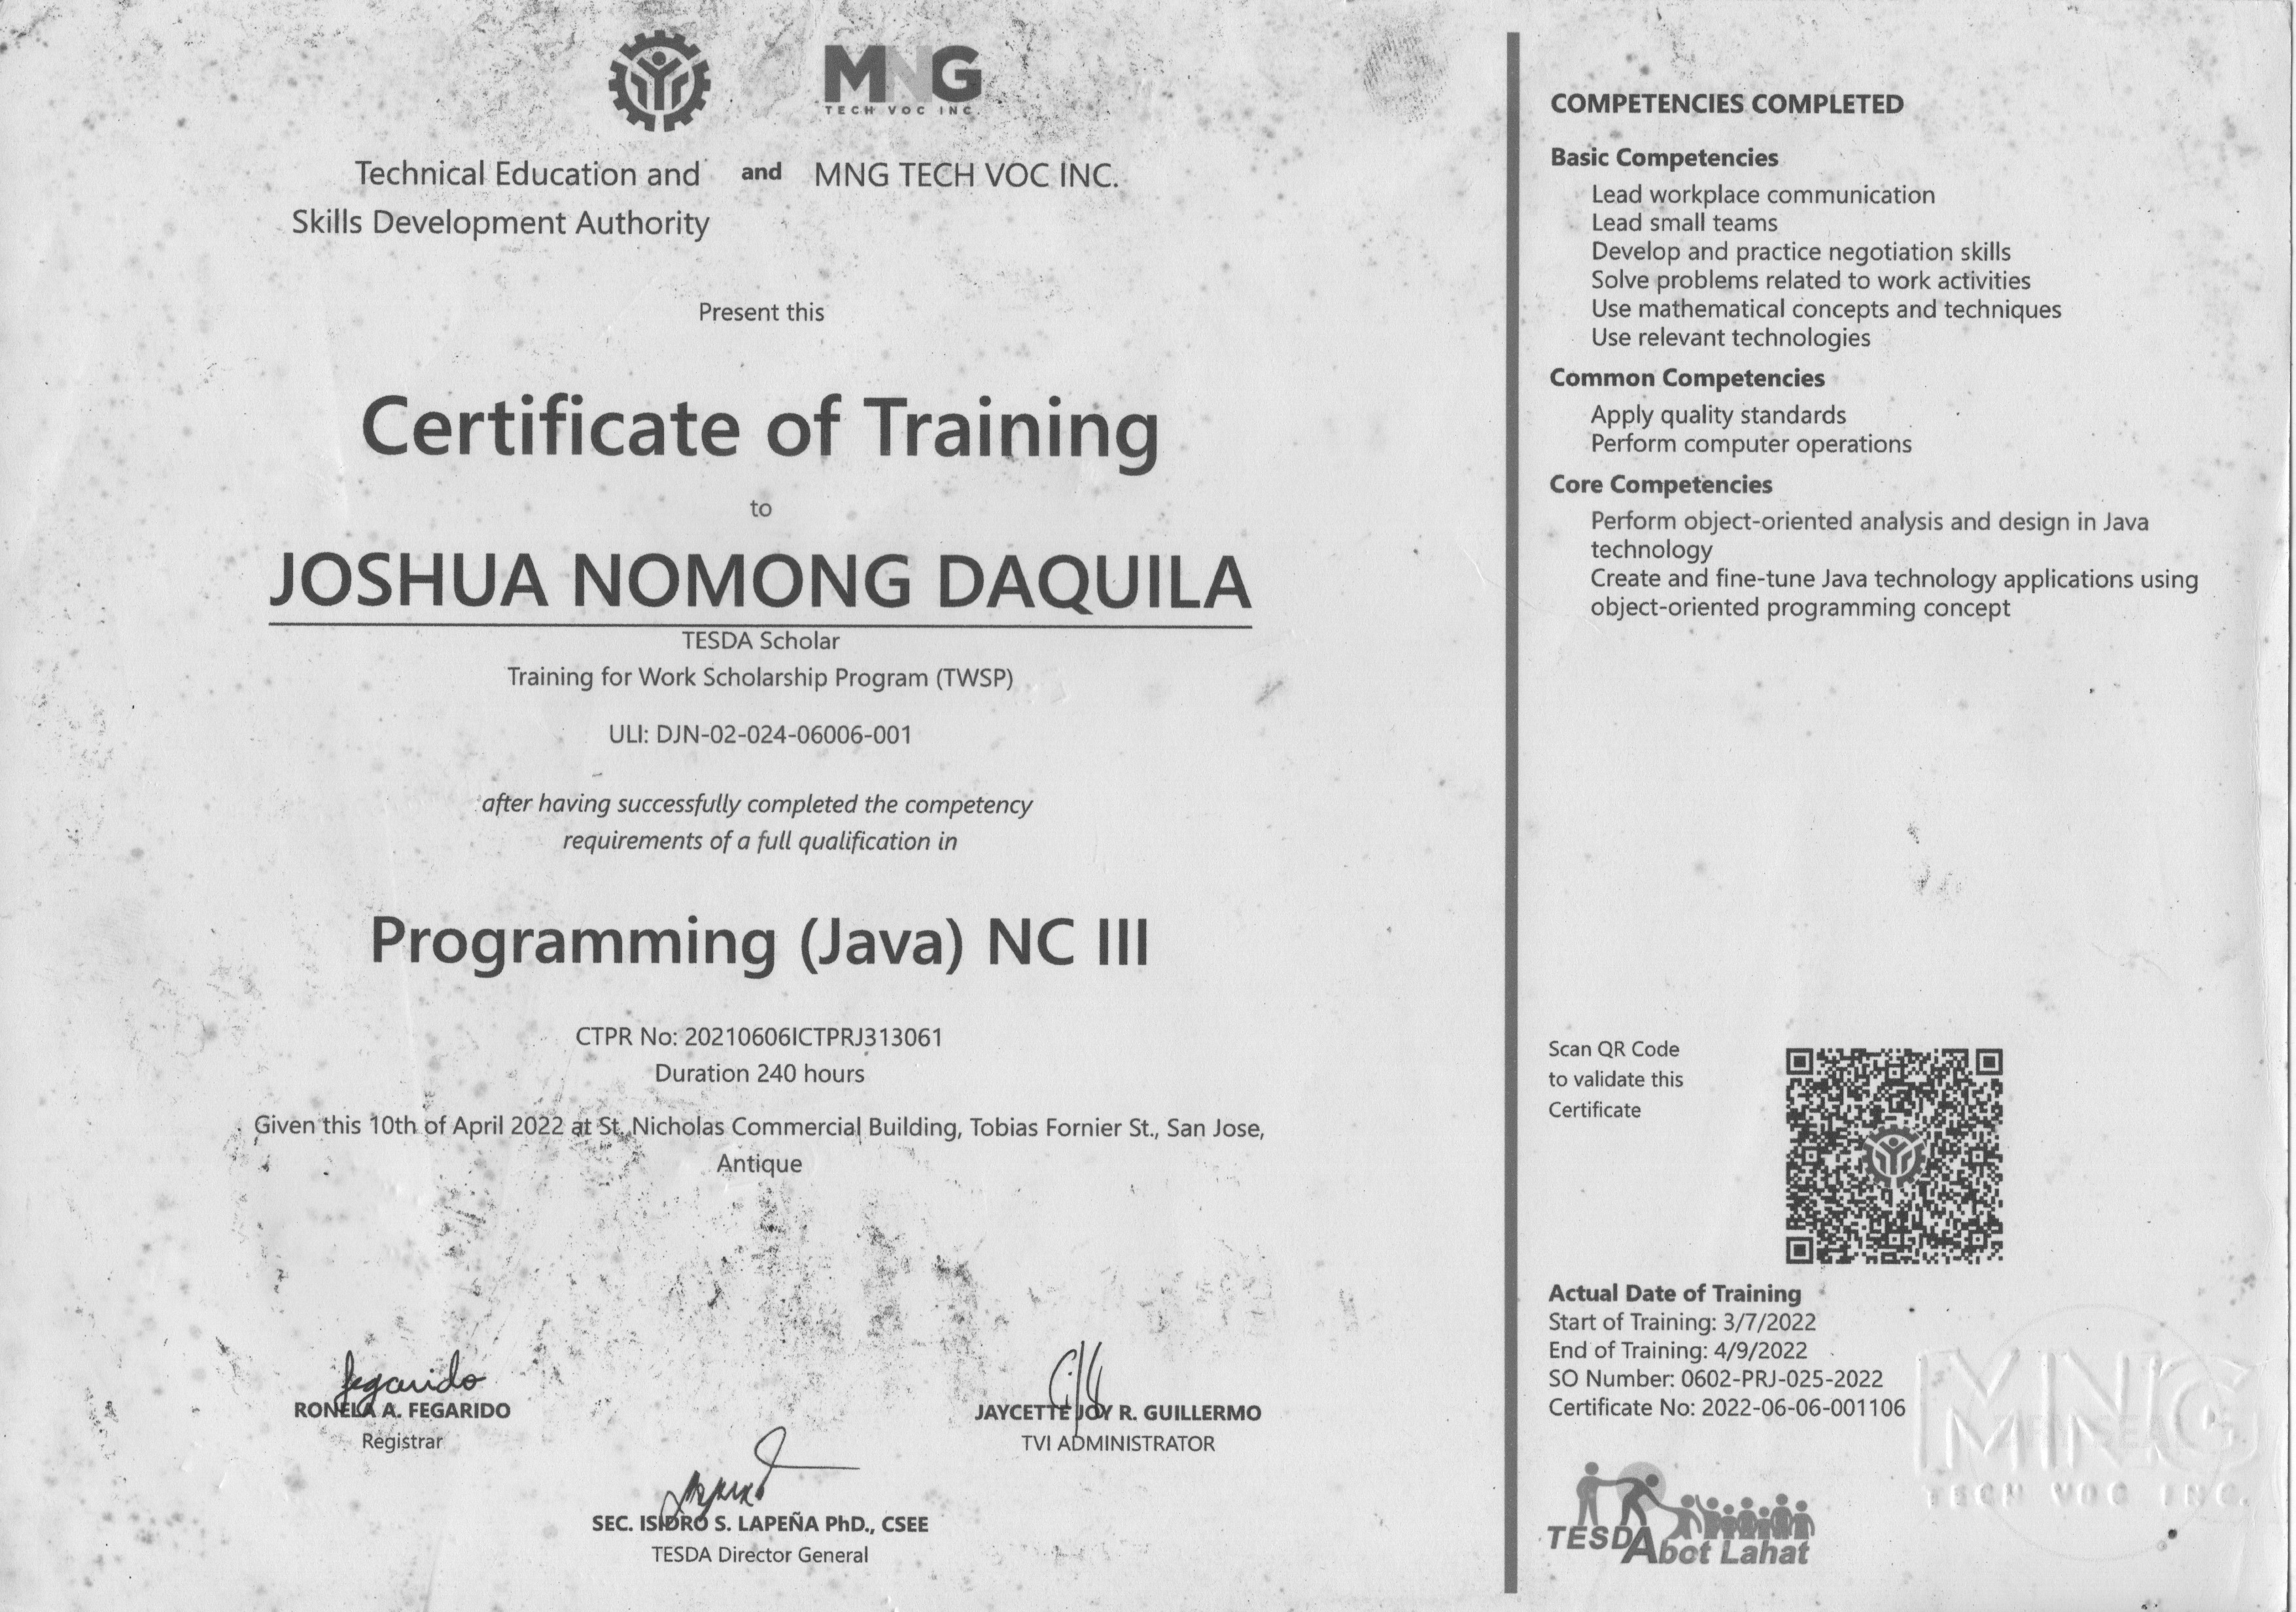 MNG
TECH VOC INC.
Technical Education and
Skills Development Authority
and
MNG TECH VOC INC.
Present this
Certificate of Training
to
JOSHUA NOMONG DAQUILA
TESDA Scholar
Training for Work Scholarship Program (TWSP)
ULI: DJN-02-024-06006-001
after having successfully completed the competency
requirements of a full qualification in
Programming (Java) NC III
CTPR No: 20210606ICTPRJ313061
Duration 240 hours
Given this 10th of April 2022 at St. Nicholas Commercial Building, Tobias Fornier St., San Jose,
Antique
fegarido
RONELA A. FEGARIDO
Registrar
JAYCETTE JOY R. GUILLERMO
TVI ADMINISTRATOR
SEC. ISIDRO S. LAPEÑA PhD., CSEE
TESDA Director General
COMPETENCIES COMPLETED
Basic Competencies
Lead workplace communication
Lead small teams
Develop and practice negotiation skills
Solve problems related to work activities
Use mathematical concepts and techniques
Use relevant technologies
Common Competencies
Apply quality standards
Perform computer operations
Core Competencies
Perform object-oriented analysis and design in Java
technology
Create and fine-tune Java technology applications using
object-oriented programming concept
Scan QR Code
to validate this
Certificate
Actual Date of Training
Start of Training: 3/7/2022
End of Training: 4/9/2022
SO Number: 0602-PRJ-025-2022
Certificate No: 2022-06-06-001106
MNG
TECH VOC INC.
TESDA Abot Lahat